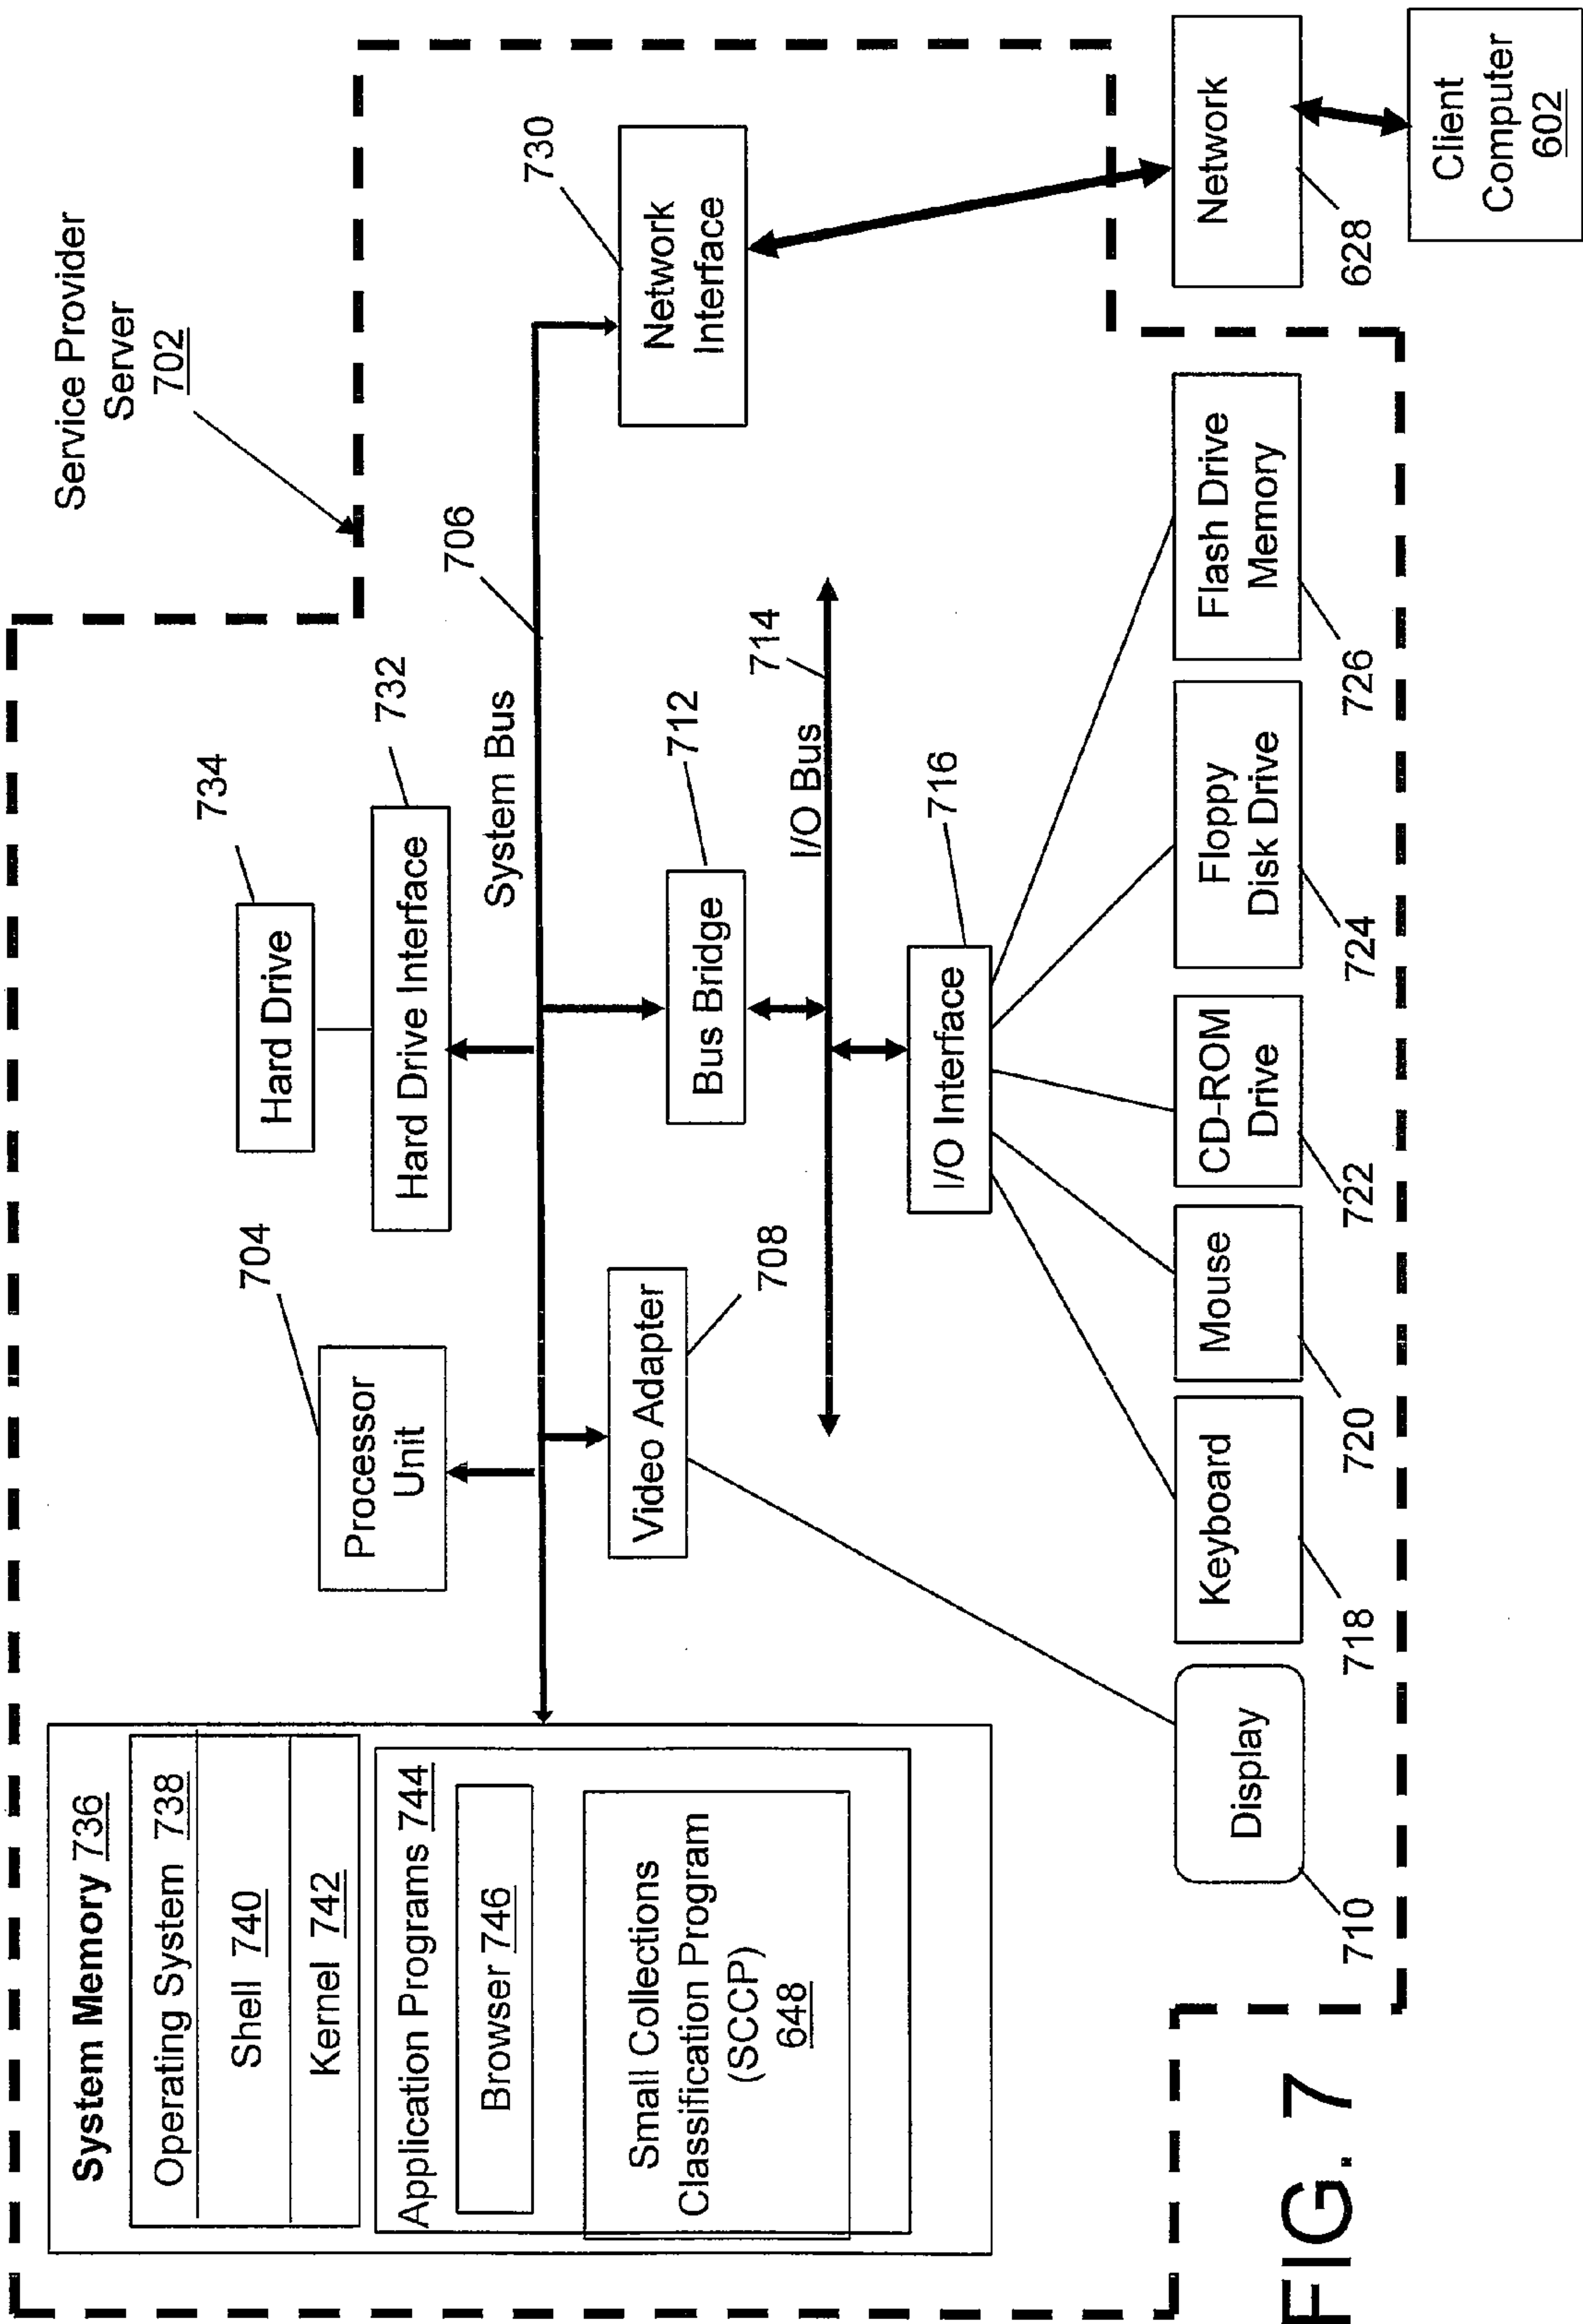 Service Provider
Server
702
System Memory 736
Operating System 738
Shell 740
Kernel 742
Application Programs 744
Browser 746
Small Collections
Classification Program
(SCCP)
648
704
Processor
Unit
734
Hard Drive
732
Hard Drive Interface
System Bus
706
730
Network
Interface
Video Adapter
708
Bus Bridge
712
I/O Bus
714
I/O Interface
716
Display
710
Keyboard
718
Mouse
720
CD-ROM
Drive
722
Floppy
Disk Drive
724
Flash Drive
Memory
726
Network
628
Client
Computer
602
FIG. 7